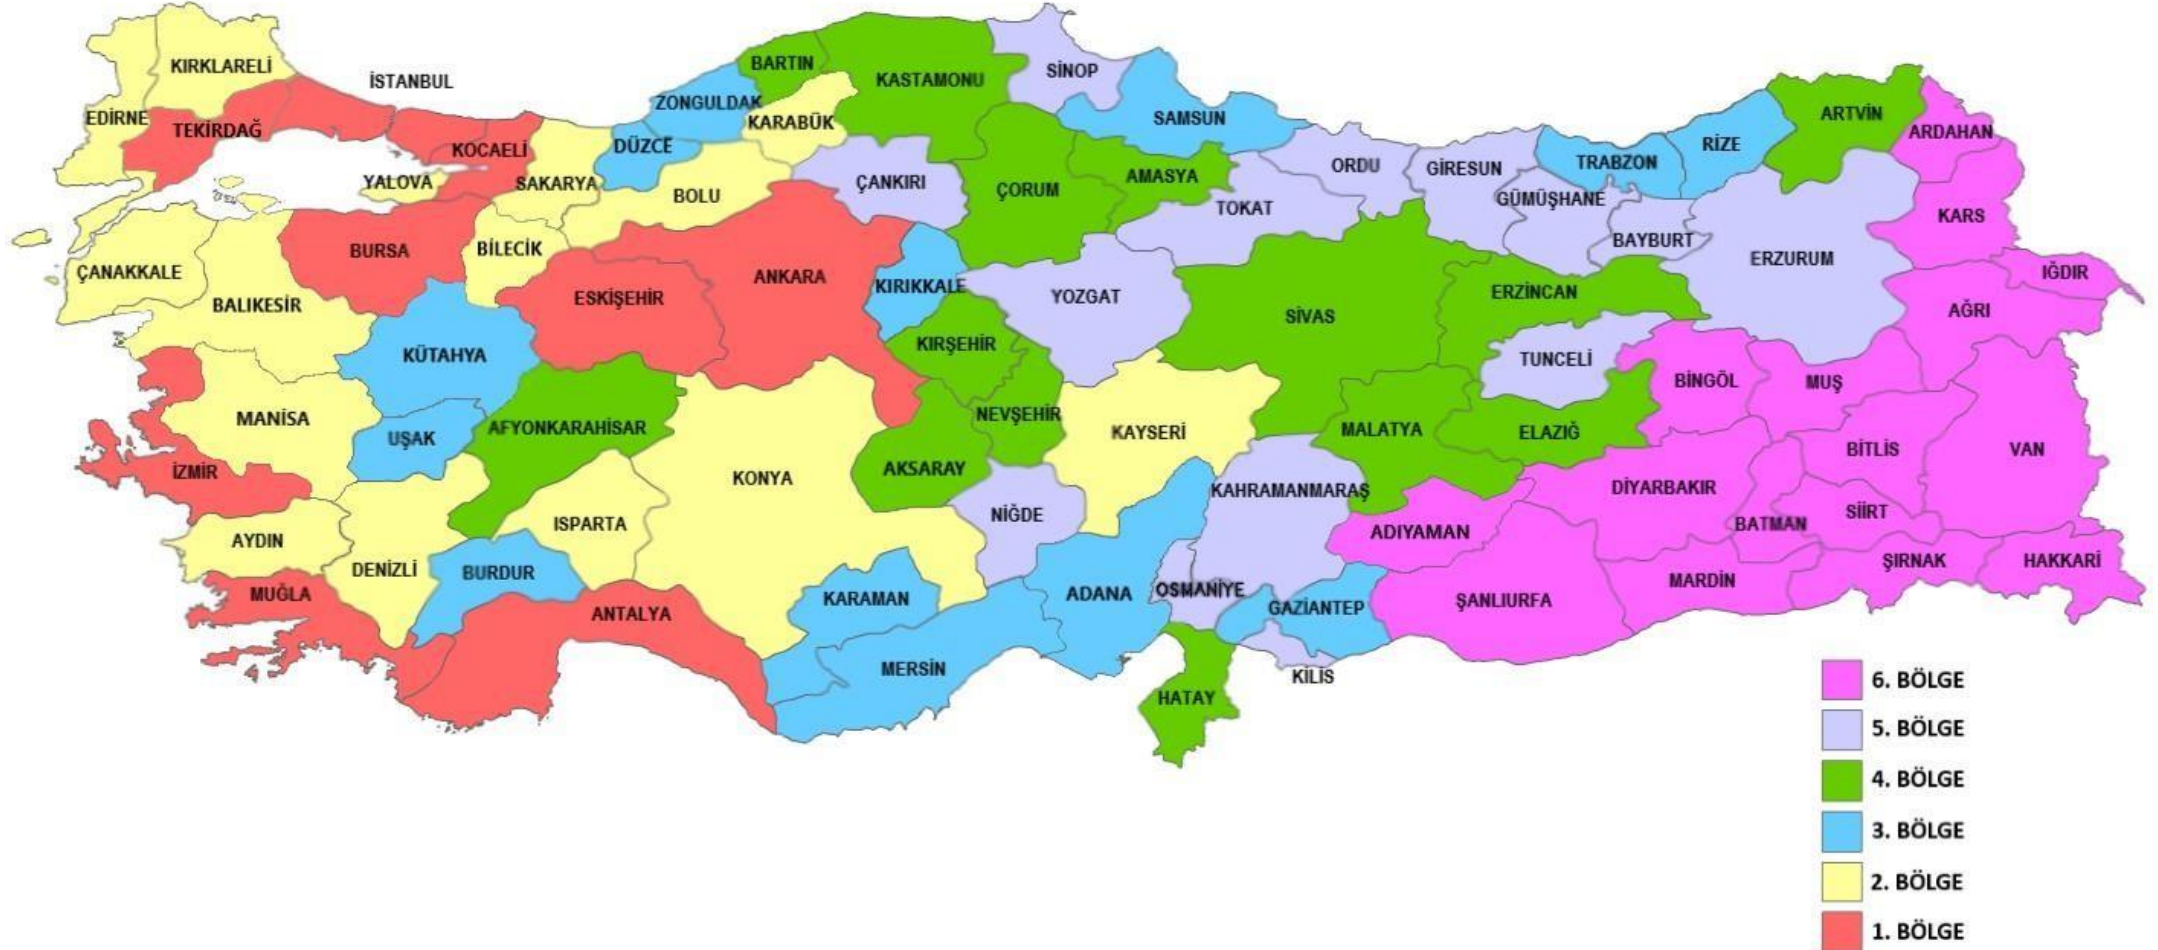 KIRKLARELİ
İSTANBUL
EDİRNE
TEKİRDAĞ
KOCAELİ
YALOVA
SAKARYA
DÜZCE
ZONGULDAK
BARTIN
KARABÜK
KASTAMONU
SİNOP
SAMSUN
BOLU
ÇANKIRI
ÇORUM
AMASYA
TOKAT
ORDU
GİRESUN
GÜMÜŞHANE
TRABZON
RİZE
ARTVİN
ARDAHAN
KARS
BAYBURT
ERZURUM
IĞDIR
AĞRI
ÇANAKKALE
BALIKESİR
BURSA
BİLECİK
ESKİŞEHİR
ANKARA
KIRIKKALE
YOZGAT
SİVAS
ERZİNCAN
TUNCELİ
BİNGÖL
MUŞ
KÜTAHYA
KIRŞEHİR
NEVŞEHİR
KAYSERİ
MALATYA
ELAZIĞ
BİTLİS
VAN
MANİSA
UŞAK
AFYONKARAHİSAR
İZMİR
KONYA
AKSARAY
NİĞDE
KAHRAMANMARAŞ
ADIYAMAN
DİYARBAKIR
BATMAN
SİİRT
ŞIRNAK
HAKKARİ
AYDIN
DENİZLİ
ISPARTA
BURDUR
MUĞLA
ANTALYA
KARAMAN
MERSİN
ADANA
OSMANİYE
GAZİANTEP
ŞANLIURFA
MARDİN
KİLİS
HATAY
6. BÖLGE
5. BÖLGE
4. BÖLGE
3. BÖLGE
2. BÖLGE
1. BÖLGE